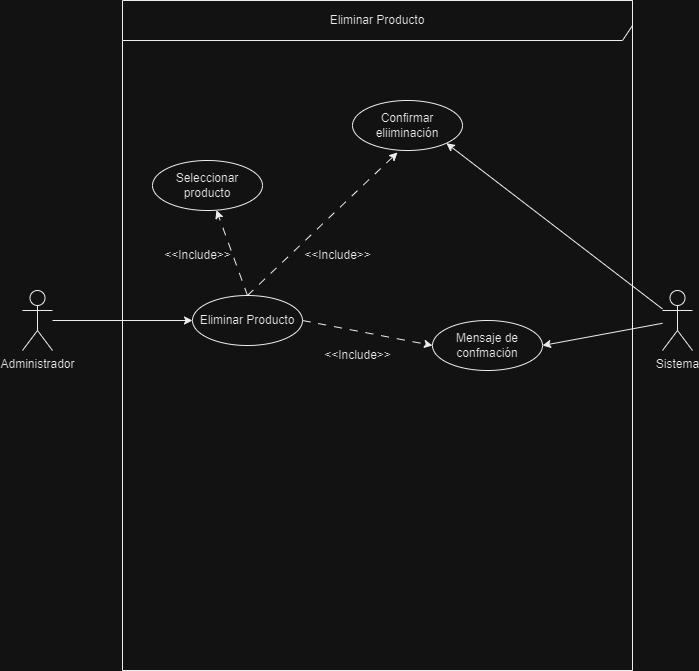 Eliminar Producto
Confirmar
eliiminación
Seleccionar
producto
<<Include>>
<<Include>>
Eliminar Producto
Mensaje de
confmación
<<Include>>
Administrador
Sistema